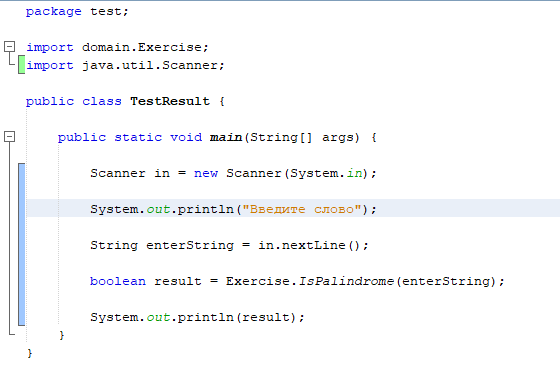 package test;
import domain.Exercise;
import java.util.Scanner;
public class TestResult {
public static void main(String[] args) {
Scanner in = new Scanner(System.in);
System.out.println("Введите слово");
String enterString = in.nextLine();
boolean result = Exercise.IsPalindrome(enterString);
System.out.println(result);
}
}